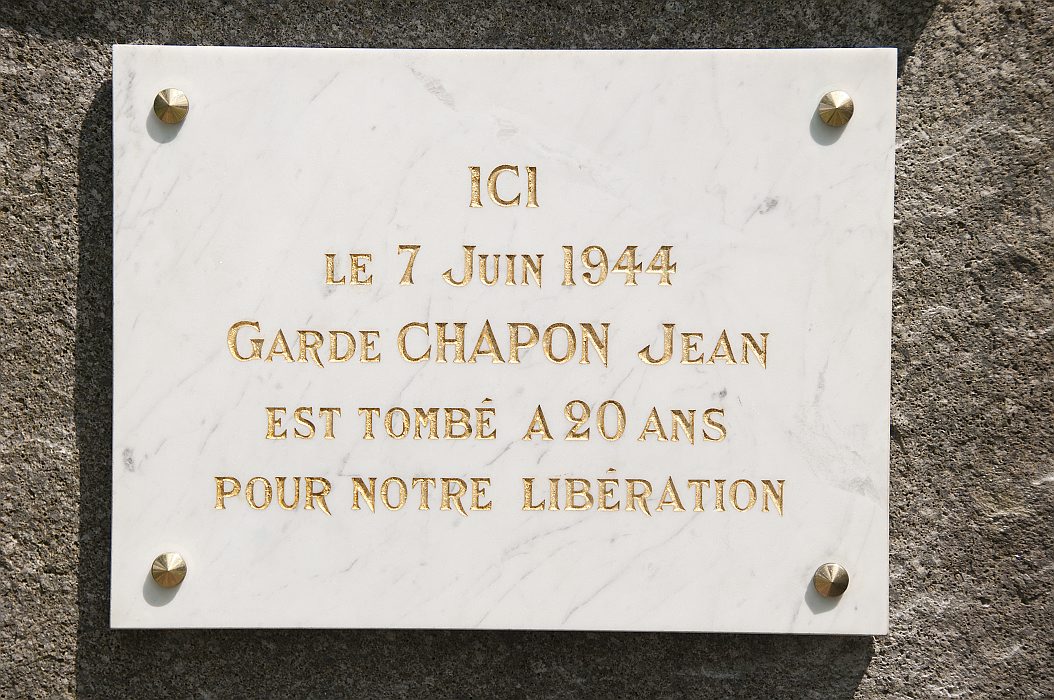 ICI
LE 7 JUIN 1944
GARDE CHAPON JEAN
EST TOMBÉ A 20 ANS
POUR NOTRE LIBÉRATION